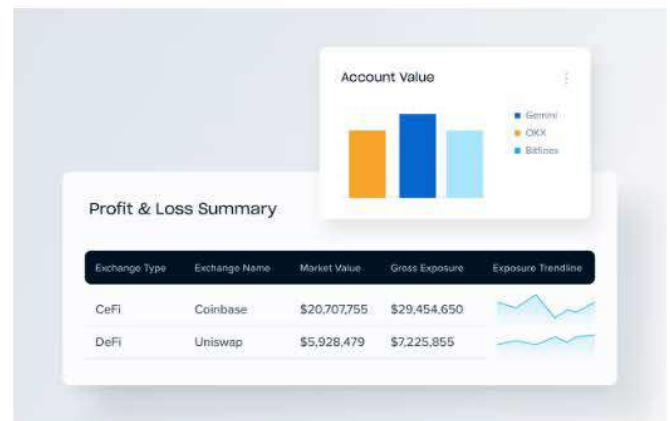 Account Value
Gemini
OKX
Bitfinex
Profit & Loss Summary
Exchange Type Exchange Name Market Value Gross Exposure Exposure Trendline
CeFi Coinbase $20,707,755 $29,454,650
DeFi Uniswap $5,928,479 $7,225,855